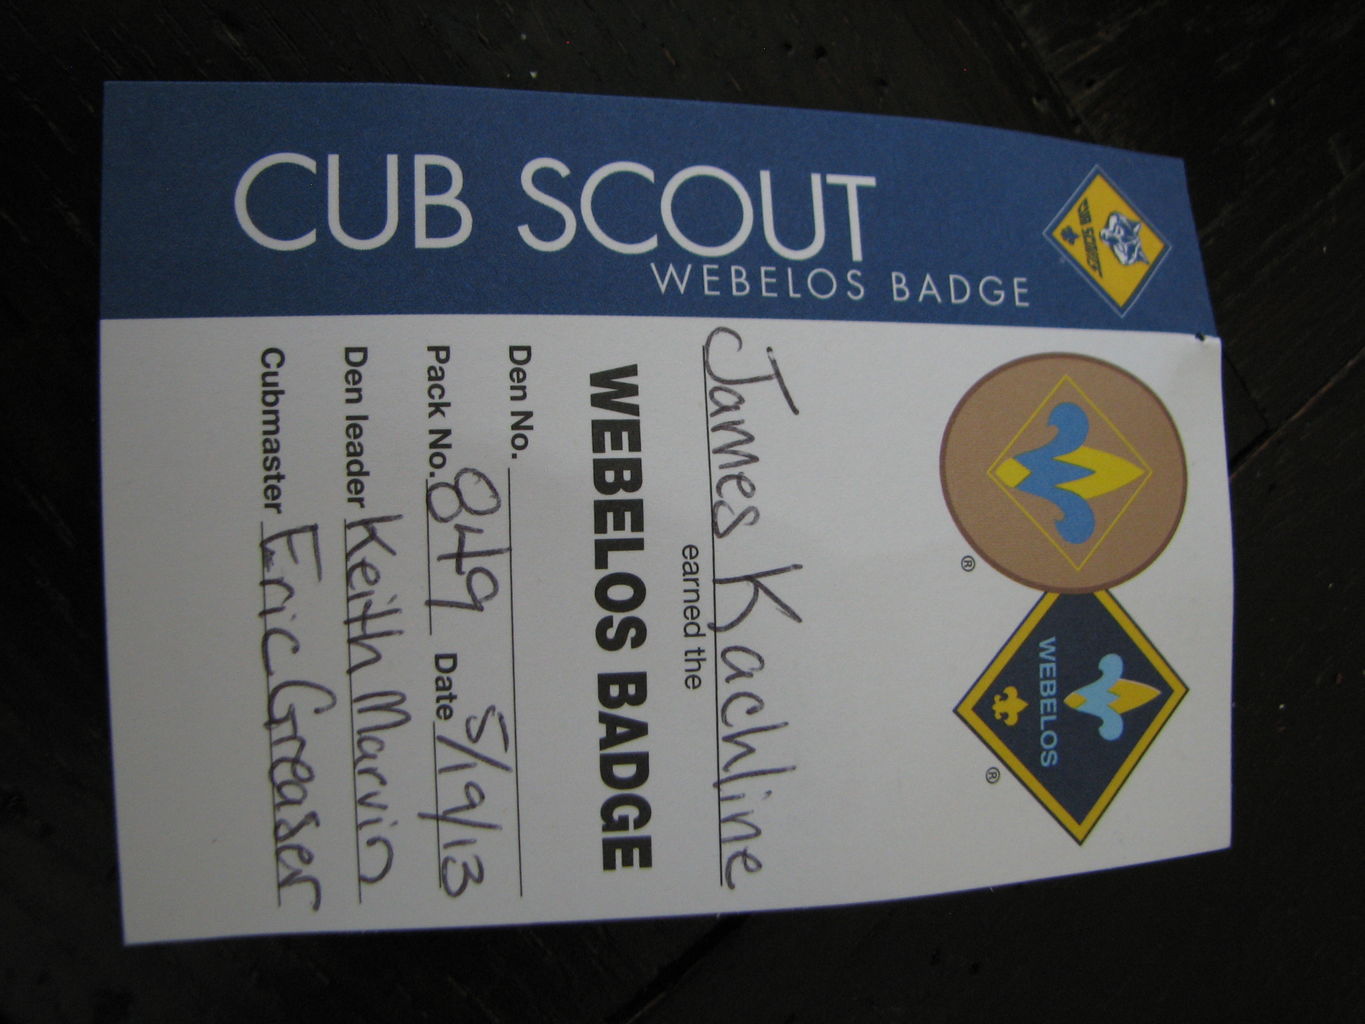 CUB SCOUT
WEBELOS BADGE
CUB SCOUTS
®
WEBELOS
®
James Kachline
earned the
WEBELOS BADGE
Den No.
Pack No. 849 Date 5/19/13
Den leader Keith Marvin
Cubmaster Eric Greaser